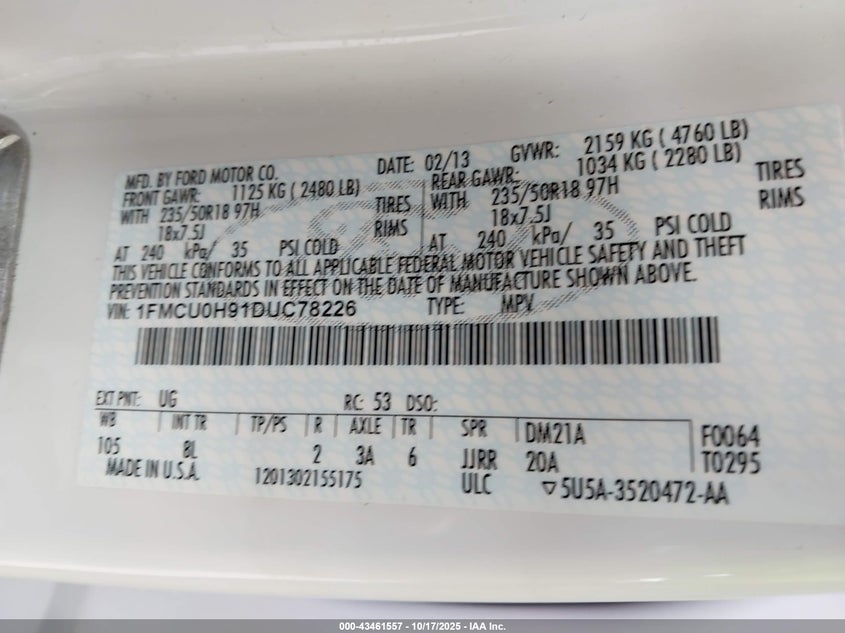 MFD. BY FORD MOTOR CO. DATE: 02/13 GVWR: 2159 KG ( 4760 LB)
FRONT GAWR: 1125 KG ( 2480 LB) REAR GAWR: 1034 KG ( 2280 LB)
WITH 235/50R18 97H TIRES WITH 235/50R18 97H TIRES
18x7.5J RIMS 18x7.5J RIMS
AT 240 kPa/ 35 PSI COLD AT 240 kPa/ 35 PSI COLD
THIS VEHICLE CONFORMS TO ALL APPLICABLE FEDERAL MOTOR VEHICLE SAFETY AND THEFT
PREVENTION STANDARDS IN EFFECT ON THE DATE OF MANUFACTURE SHOWN ABOVE.
VIN: 1FMCU0H91DUC78226 TYPE: MPV
EXT PNT: UG RC: 53 DSO:
WB INT TR TP/PS R AXLE TR SPR DM21A F0064
105 8L 2 3A 6 JJRR 20A T0295
MADE IN U.S.A. 1201302155175 ULC ▽5U5A-3520472-AA
000-43461557 - 10/17/2025 - IAA Inc.